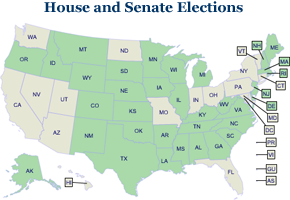 House and Senate Elections
WA
MT
ND
MN
ME
VT
NH
OR
ID
SD
WI
MI
NY
MA
RI
WY
CT
NV
UT
NE
IA
IL
IN
OH
NJ
CA
CO
KS
MO
KY
WV
VA
DE
MD
DC
AZ
NM
OK
AR
TN
NC
SC
PR
TX
LA
MS
AL
GA
VI
FL
GU
AS
AK
HI